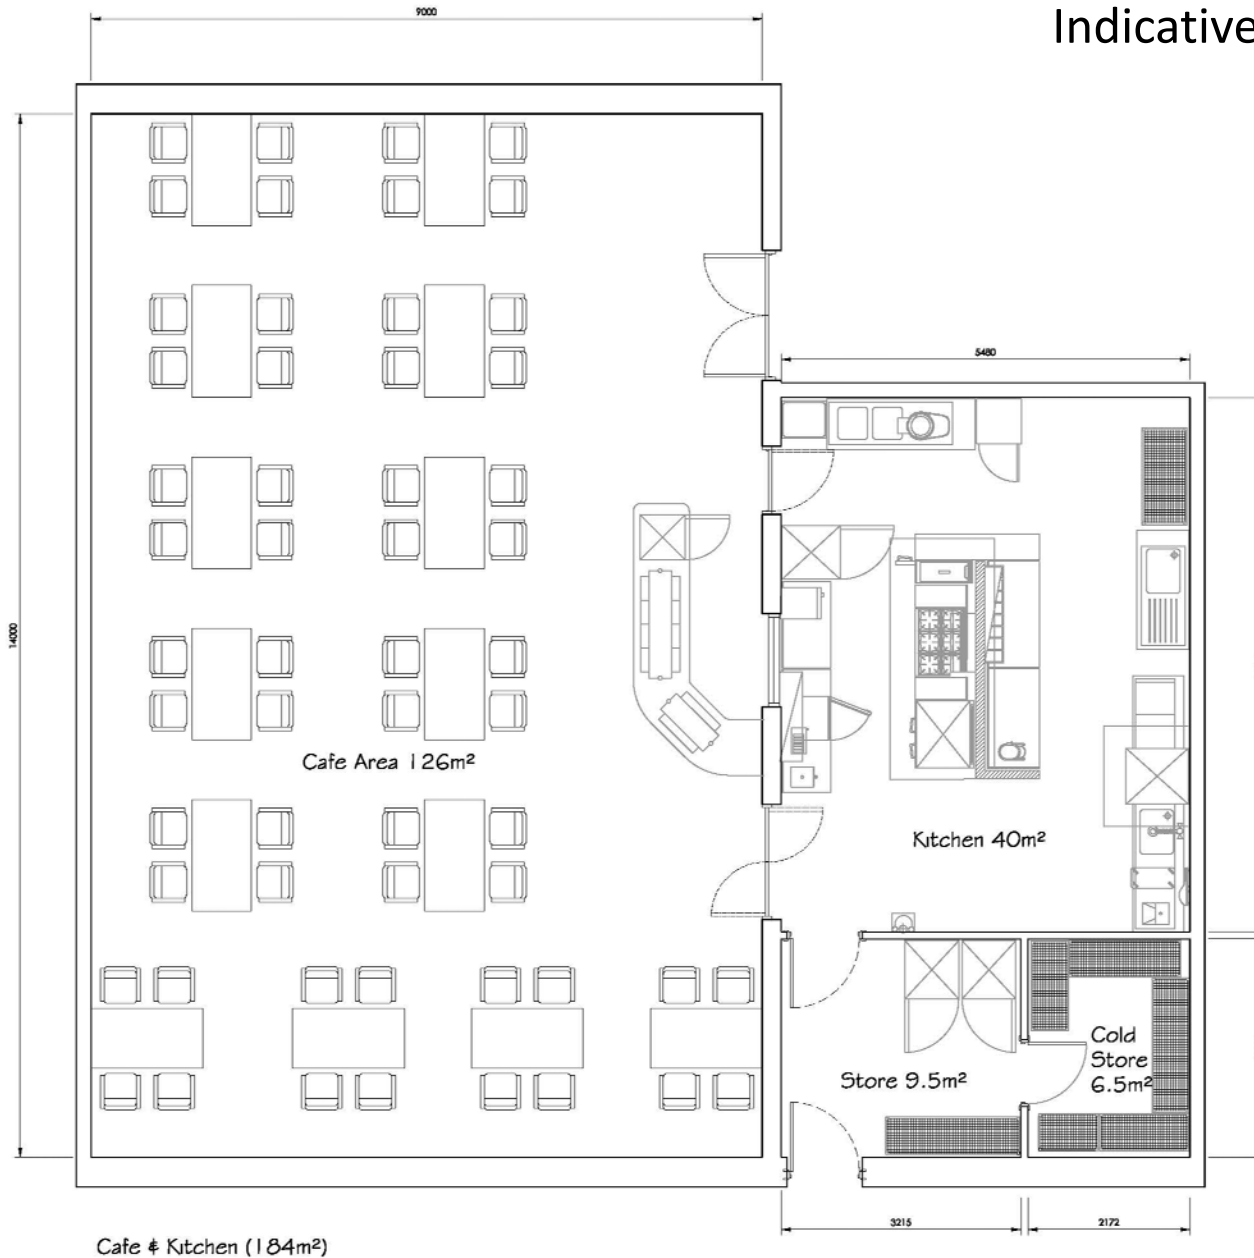 9000
Indicative
5480
14000
Cafe Area 126m²
Kitchen 40m²
Cold
Store
6.5m²
Store 9.5m²
3215
2172
Cafe & Kitchen (184m²)